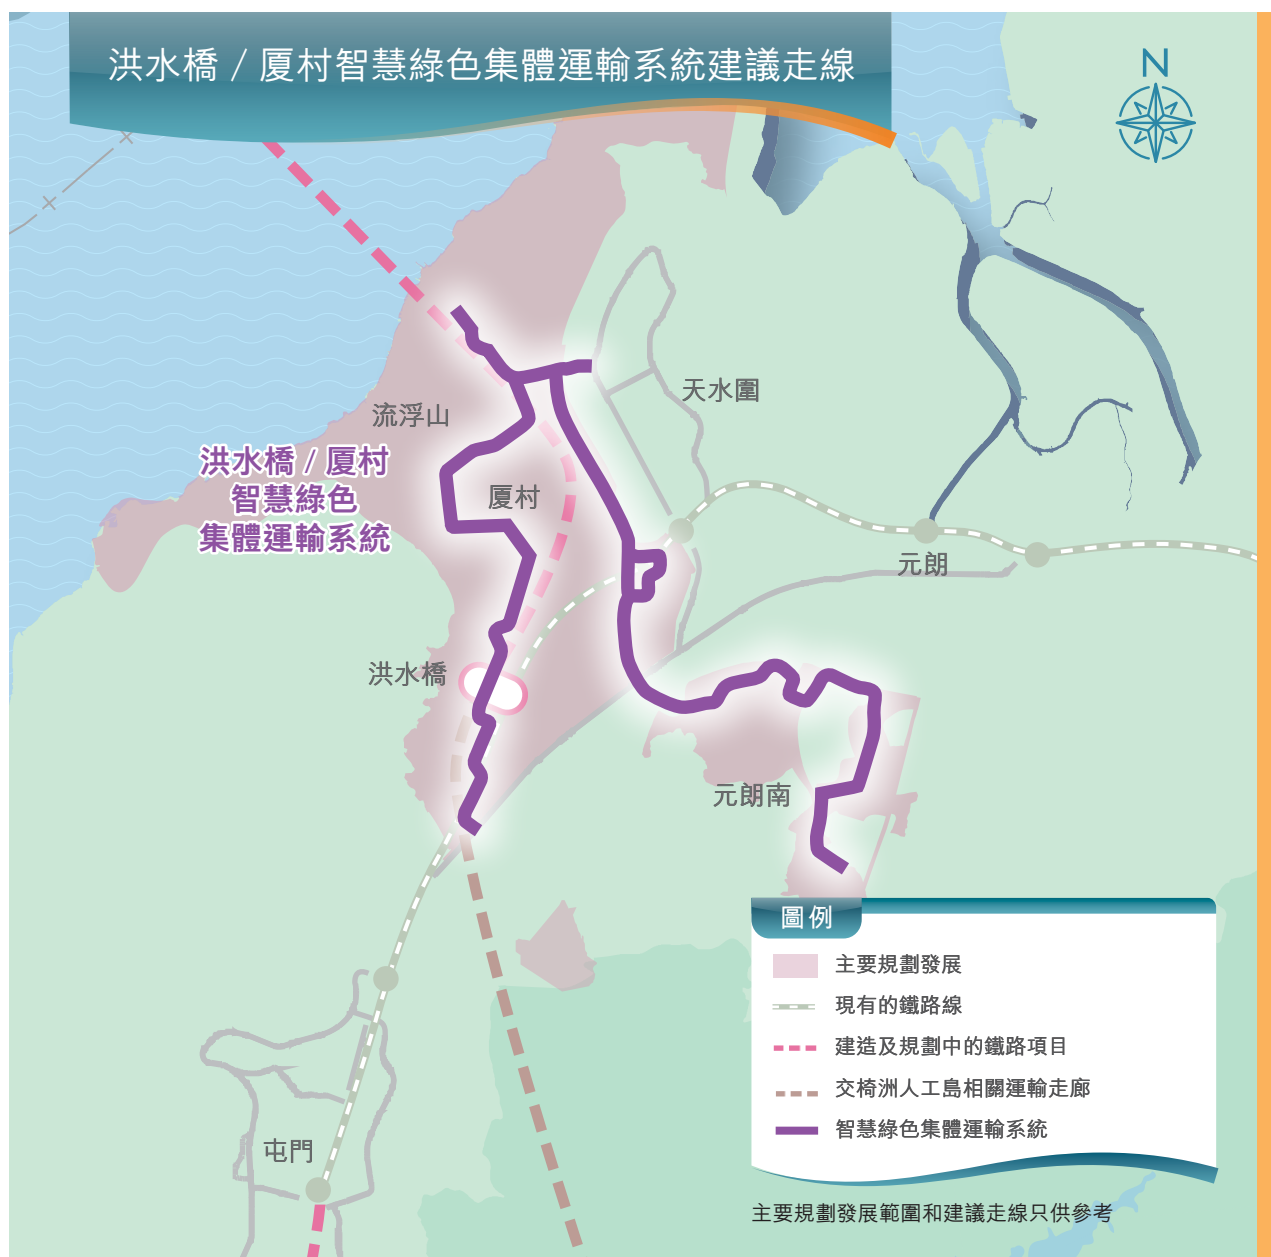 洪水橋 / 厦村智慧綠色集體運輸系統建議走線
N
天水圍
流浮山
洪水橋 / 厦村
智慧綠色
集體運輸系統
厦村
元朗
洪水橋
元朗南
圖例
主要規劃發展
現有的鐵路線
建造及規劃中的鐵路項目
交椅洲人工島相關運輸走廊
智慧綠色集體運輸系統
屯門
主要規劃發展範圍和建議走線只供參考